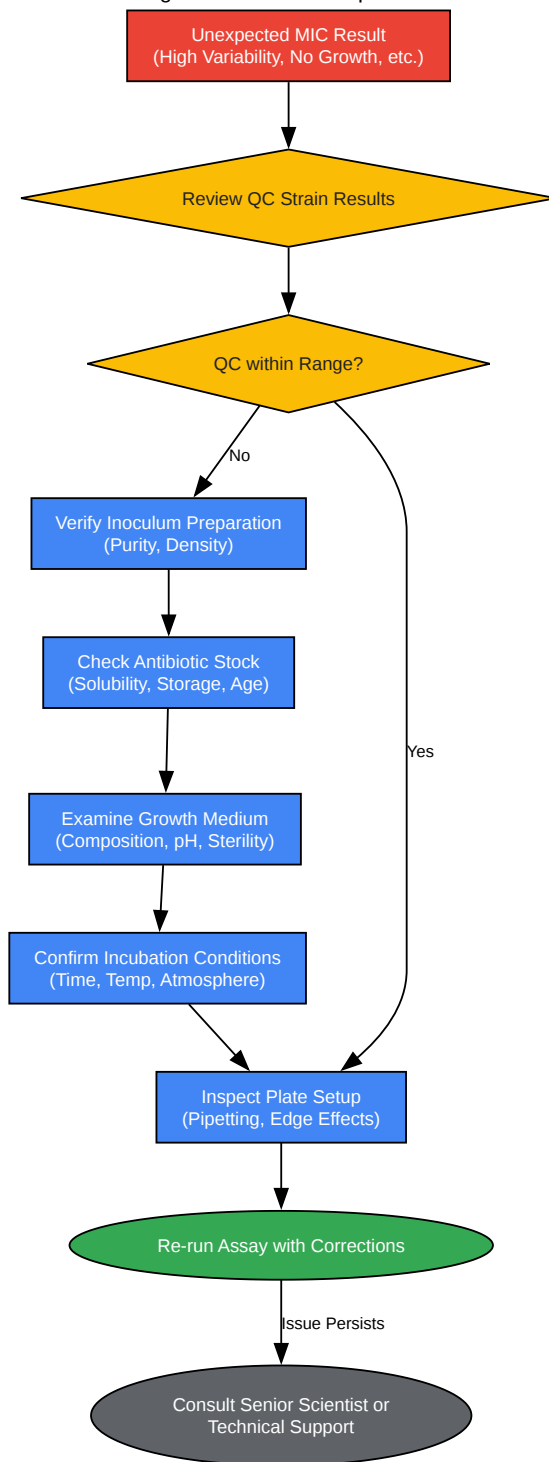 Unexpected MIC Result
(High Variability, No Growth, etc.)
Review QC Strain Results
QC within Range?
No
Verify Inoculum Preparation
(Purity, Density)
Check Antibiotic Stock
(Solubility, Storage, Age)
Yes
Examine Growth Medium
(Composition, pH, Sterility)
Confirm Incubation Conditions
(Time, Temp, Atmosphere)
Inspect Plate Setup
(Pipetting, Edge Effects)
Re-run Assay with Corrections
Issue Persists
Consult Senior Scientist or
Technical Support